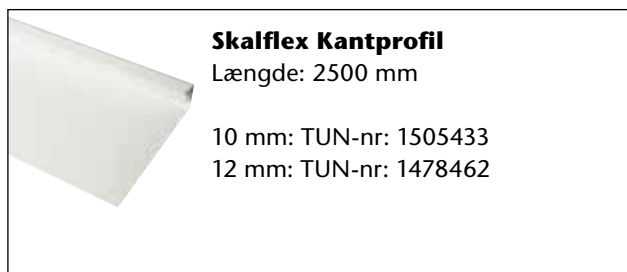 Skalflex Kantprofil
Længde: 2500 mm
10 mm: TUN-nr: 1505433
12 mm: TUN-nr: 1478462